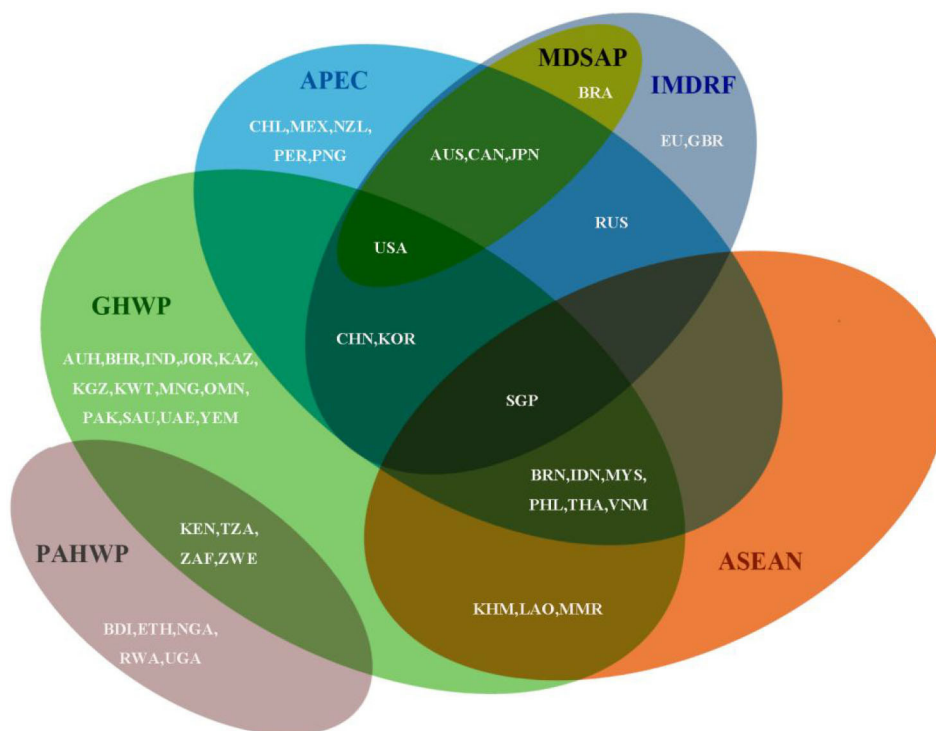 MDSAP
BRA
IMDRF
APEC
CHL,MEX,NZL,
PER,PNG
AUS,CAN,JPN
EU,GBR
RUS
USA
GHWP
AUH,BHR,IND,JOR,KAZ,
KGZ,KWT,MNG,OMN,
PAK,SAU,UAE,YEM
CHN,KOR
SGP
BRN,IDN,MYS,
PHL,THA,VNM
KEN,TZA,
ZAF,ZWE
PAHWP
ASEAN
KHM,LAO,MMR
BDI,ETH,NGA,
RWA,UGA